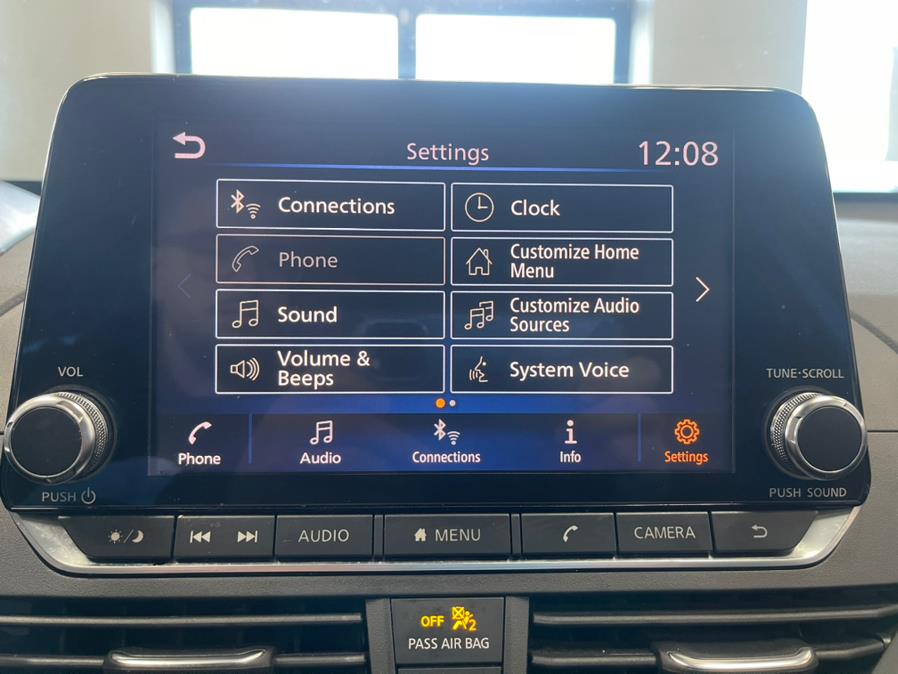 Settings
12:08
Connections
Clock
Phone
Customize Home
Menu
Sound
Customize Audio
Sources
Volume &
Beeps
System Voice
VOL
TUNE·SCROLL
Phone
Audio
Connections
Info
Settings
PUSH
PUSH SOUND
AUDIO
MENU
CAMERA
OFF
2
PASS AIR BAG